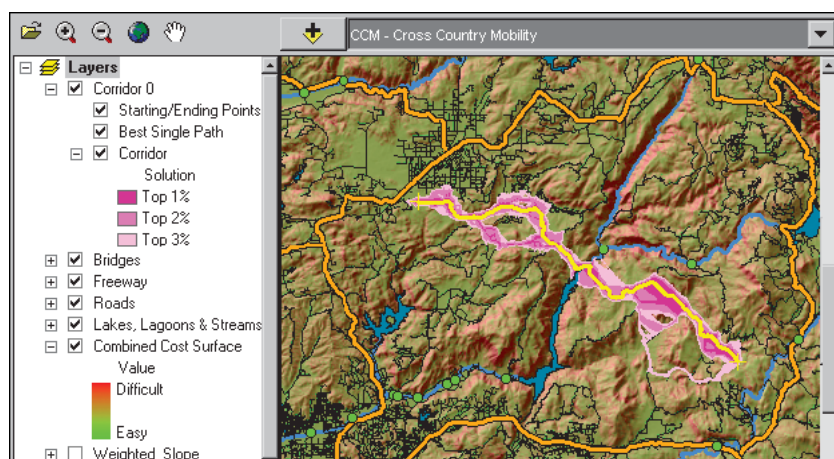 CCM - Cross Country Mobility
Layers
Corridor 0
Starting/Ending Points
Best Single Path
Corridor
Solution
Top 1%
Top 2%
Top 3%
Bridges
Freeway
Roads
Lakes, Lagoons & Streams
Combined Cost Surface
Value
Difficult
Easy
Weighted Slope